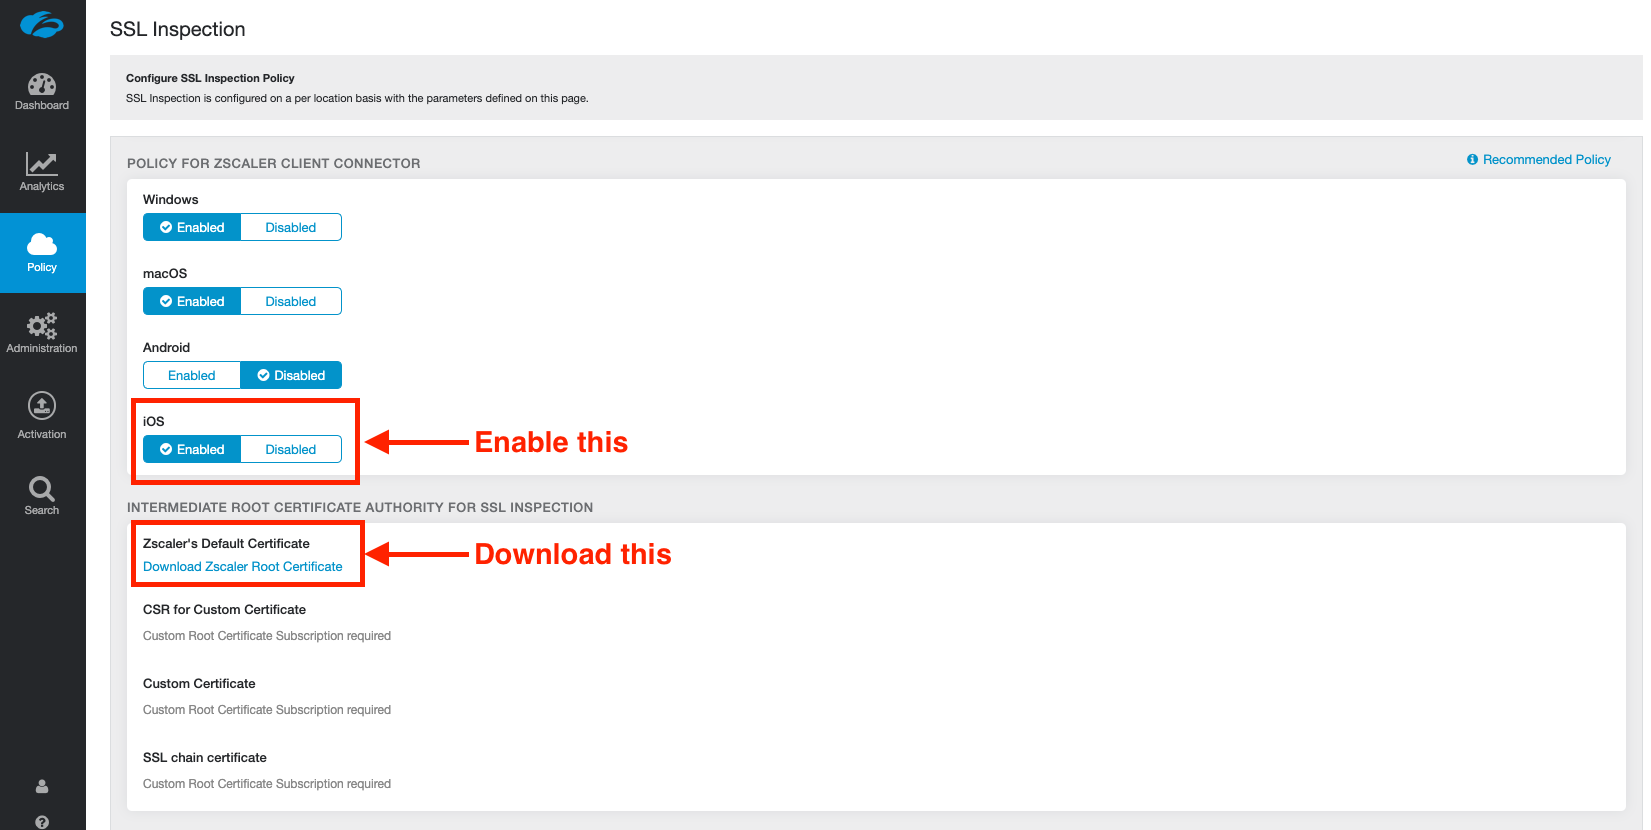 SSL Inspection
Configure SSL Inspection Policy
SSL Inspection is configured on a per location basis with the parameters defined on this page.
Dashboard
Analytics
Policy
Administration
Activation
Search
POLICY FOR ZSCALER CLIENT CONNECTOR
Recommended Policy
Windows
Enabled Disabled
macOS
Enabled Disabled
Android
Enabled Disabled
iOS
Enabled Disabled
Enable this
INTERMEDIATE ROOT CERTIFICATE AUTHORITY FOR SSL INSPECTION
Zscaler's Default Certificate
Download Zscaler Root Certificate
Download this
CSR for Custom Certificate
Custom Root Certificate Subscription required
Custom Certificate
Custom Root Certificate Subscription required
SSL chain certificate
Custom Root Certificate Subscription required